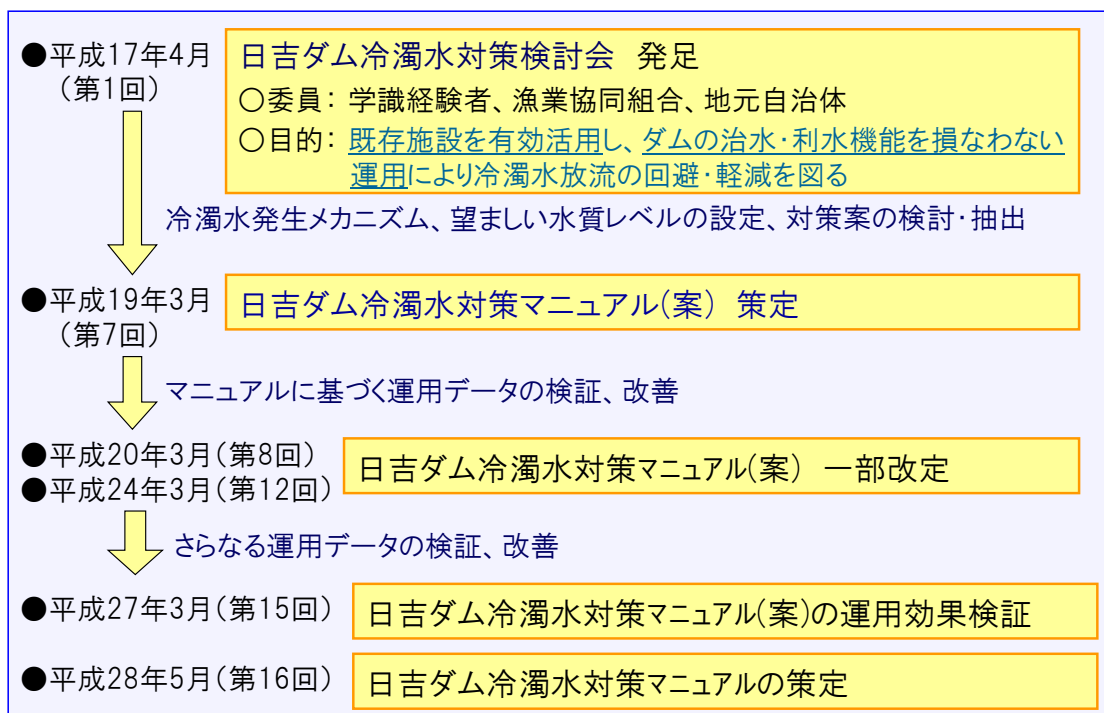 ●平成17年4月
(第1回)
日吉ダム冷濁水対策検討会 発足
○委員：学識経験者、漁業協同組合、地元自治体
○目的：既存施設を有効活用し、ダムの治水・利水機能を損なわない
運用により冷濁水放流の回避・軽減を図る
冷濁水発生メカニズム、望ましい水質レベルの設定、対策案の検討・抽出
●平成19年3月
(第7回)
日吉ダム冷濁水対策マニュアル(案) 策定
マニュアルに基づく運用データの検証、改善
●平成20年3月(第8回)
●平成24年3月(第12回)
日吉ダム冷濁水対策マニュアル(案) 一部改定
さらなる運用データの検証、改善
●平成27年3月(第15回)
日吉ダム冷濁水対策マニュアル(案)の運用効果検証
●平成28年5月(第16回)
日吉ダム冷濁水対策マニュアルの策定